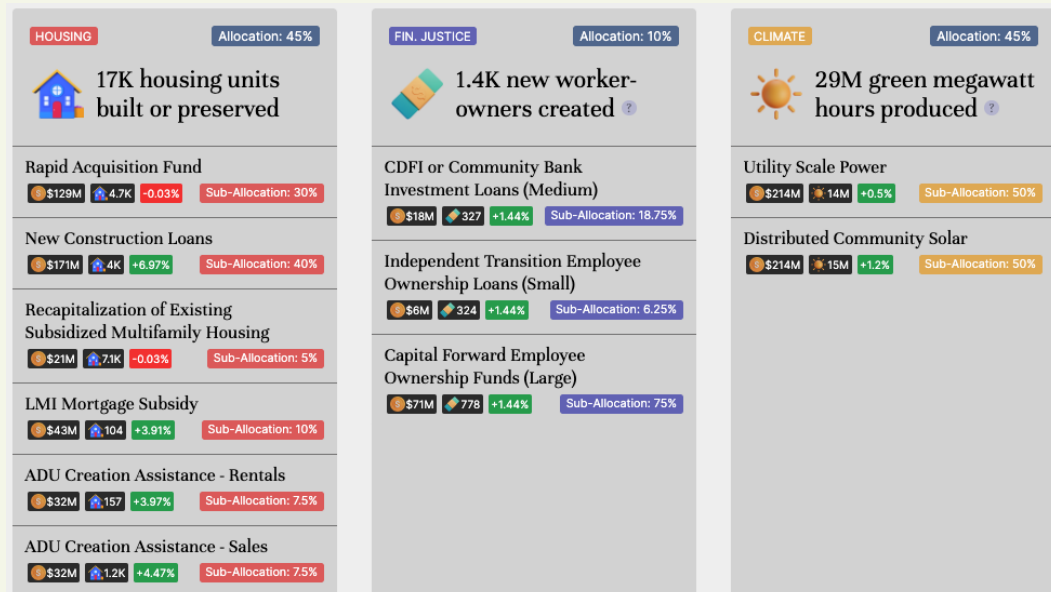 HOUSING
Allocation: 45%
17K housing units
built or preserved
Rapid Acquisition Fund
$129M 4.7K -0.03% Sub-Allocation: 30%
New Construction Loans
$171M 4K +6.97% Sub-Allocation: 40%
Recapitalization of Existing
Subsidized Multifamily Housing
$21M 7.1K -0.03% Sub-Allocation: 5%
LMI Mortgage Subsidy
$43M 104 +3.91% Sub-Allocation: 10%
ADU Creation Assistance - Rentals
$32M 157 +3.97% Sub-Allocation: 7.5%
ADU Creation Assistance - Sales
$32M 1.2K +4.47% Sub-Allocation: 7.5%
FIN. JUSTICE
Allocation: 10%
1.4K new worker-
owners created ?
CDFI or Community Bank
Investment Loans (Medium)
$18M 327 +1.44% Sub-Allocation: 18.75%
Independent Transition Employee
Ownership Loans (Small)
$6M 324 +1.44% Sub-Allocation: 6.25%
Capital Forward Employee
Ownership Funds (Large)
$71M 778 +1.44% Sub-Allocation: 75%
CLIMATE
Allocation: 45%
29M green megawatt
hours produced ?
Utility Scale Power
$214M 14M +0.5% Sub-Allocation: 50%
Distributed Community Solar
$214M 15M +1.2% Sub-Allocation: 50%